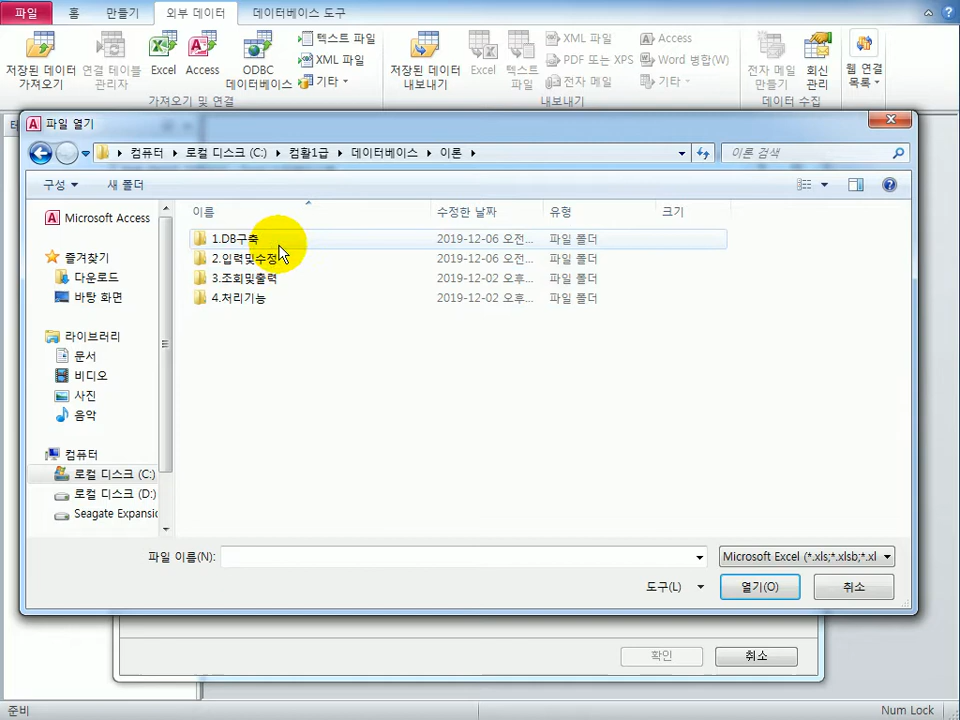 파일 홈 만들기 외부 데이터 데이터베이스 도구
저장된 데이터 가져오기
연결 테이블 관리자
Excel
Access
ODBC 데이터베이스
텍스트 파일
XML 파일
기타
가져오기 및 연결
저장된 데이터 내보내기
Excel
텍스트 파일
XML 파일
PDF 또는 XPS
전자 메일
Access
Word 병합(W)
기타
내보내기
전자 메일 만들기
회신 관리
데이터 수집
웹 연결 목록
파일 열기
컴퓨터 로컬 디스크 (C:) 컴활1급 데이터베이스 이론
이론 검색
구성 새 폴더
이름 수정한 날짜 유형 크기
Microsoft Access
즐겨찾기
다운로드
바탕 화면
라이브러리
문서
비디오
사진
음악
컴퓨터
로컬 디스크 (C:)
로컬 디스크 (D:)
Seagate Expansic
1.DB구축 2019-12-06 오전... 파일 폴더
2.입력및수정 2019-12-06 오전... 파일 폴더
3.조회및출력 2019-12-02 오후... 파일 폴더
4.처리기능 2019-12-02 오후... 파일 폴더
파일 이름(N):
Microsoft Excel (*.xls;*.xlsb;*.xl
도구(L) 열기(O) 취소
확인 취소
준비 Num Lock